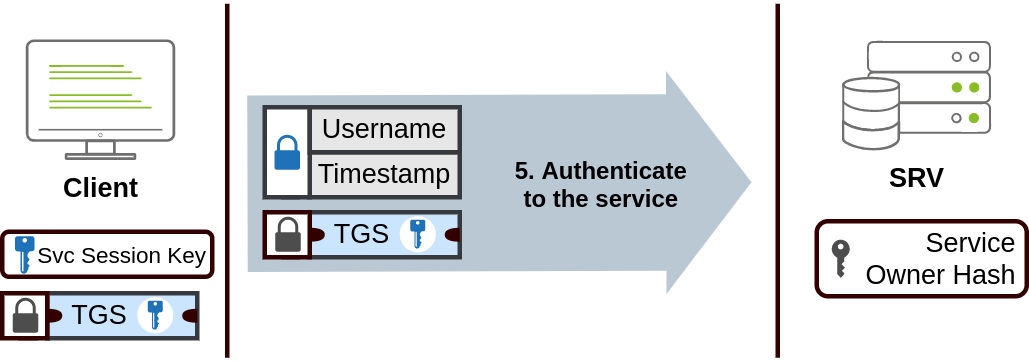 Client
Svc Session Key
TGS
Username
Timestamp
TGS
5. Authenticate
to the service
SRV
Service
Owner Hash